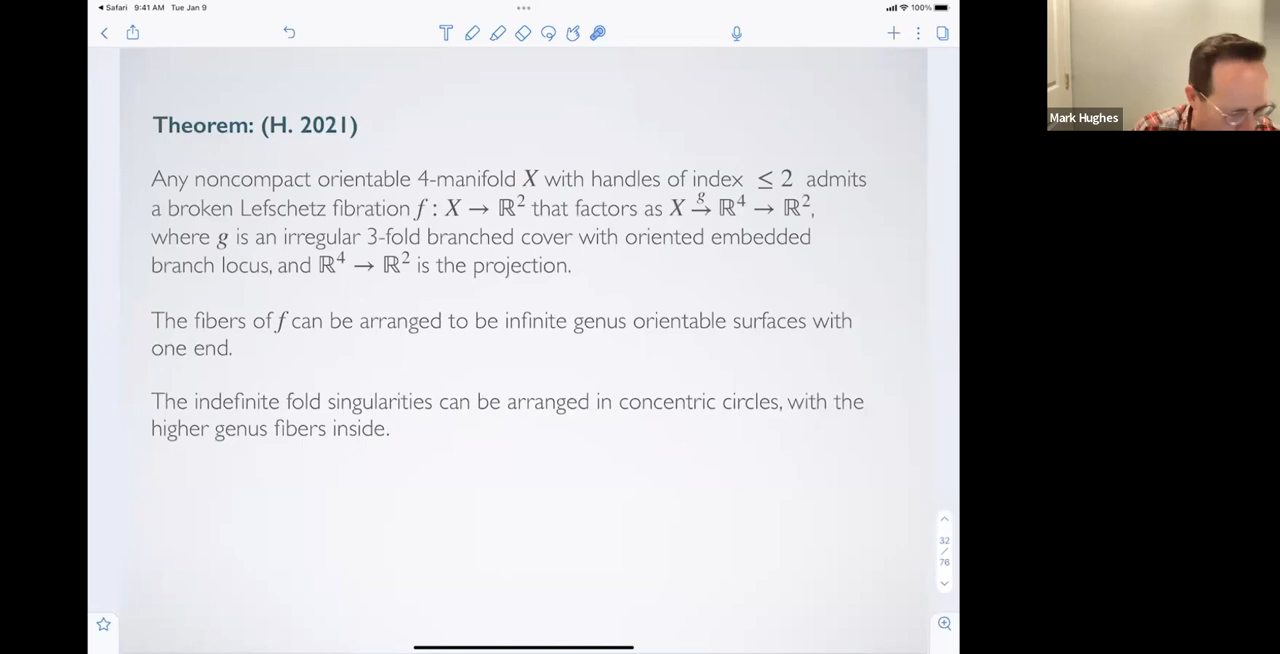 Safari 9:41 AM Tue Jan 9
100%
Theorem: (H. 2021)
Any noncompact orientable 4-manifold X with handles of index ≤ 2 admits
a broken Lefschetz fibration f : X → ℝ² that factors as X →^g ℝ⁴ → ℝ²,
where g is an irregular 3-fold branched cover with oriented embedded
branch locus, and ℝ⁴ → ℝ² is the projection.
The fibers of f can be arranged to be infinite genus orientable surfaces with
one end.
The indefinite fold singularities can be arranged in concentric circles, with the
higher genus fibers inside.
32
/
76
Mark Hughes